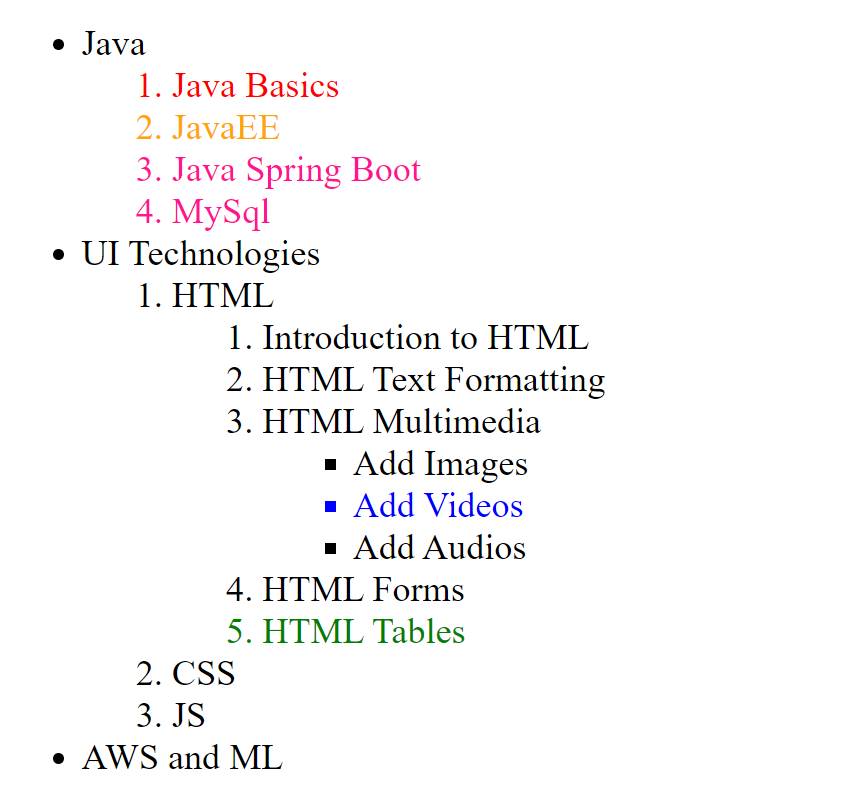 • Java
1. Java Basics
2. JavaEE
3. Java Spring Boot
4. MySql
• UI Technologies
1. HTML
1. Introduction to HTML
2. HTML Text Formatting
3. HTML Multimedia
▪ Add Images
▪ Add Videos
▪ Add Audios
4. HTML Forms
5. HTML Tables
2. CSS
3. JS
• AWS and ML